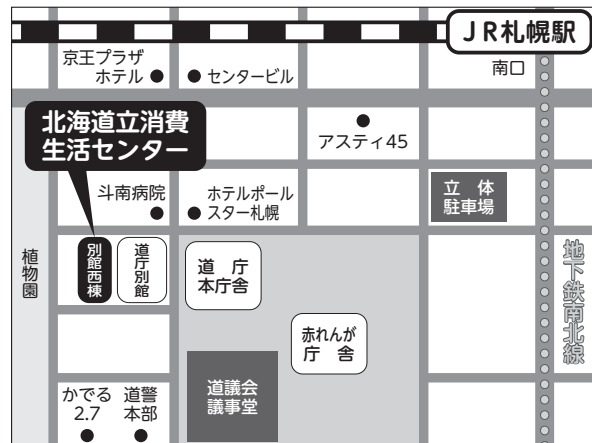 JR札幌駅
京王プラザ
ホテル
センタービル
南口
北海道立消費
生活センター
アスティ45
斗南病院
ホテルポール
スター札幌
立体
駐車場
植物園
別館西棟
道庁別館
道庁
本庁舎
地下鉄南北線
赤れんが
庁舎
道議会
議事堂
かでる
2.7
道警
本部